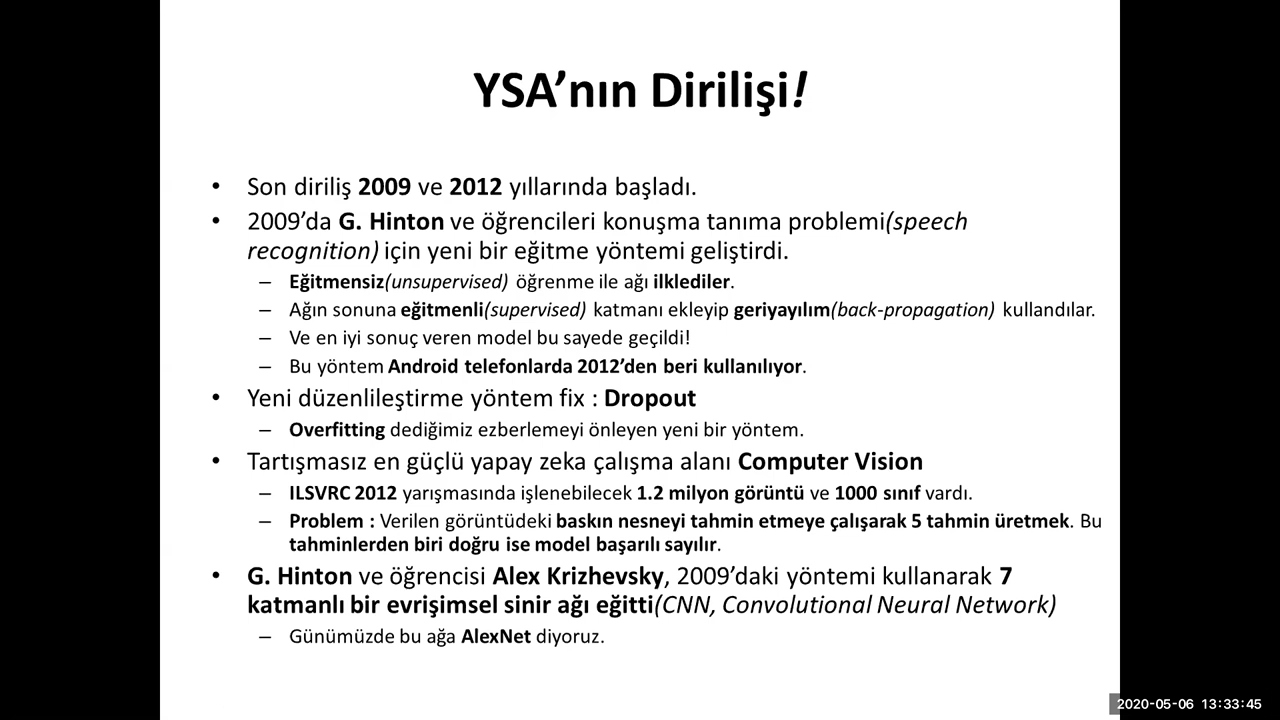 YSA’nın Dirilişi!
• Son diriliş 2009 ve 2012 yıllarında başladı.
• 2009’da G. Hinton ve öğrencileri konuşma tanıma problemi(speech
recognition) için yeni bir eğitme yöntemi geliştirdi.
– Eğitmensiz(unsupervised) öğrenme ile ağı ilklediler.
– Ağın sonuna eğitmenli(supervised) katmanı ekleyip geriyayılım(back-propagation) kullandılar.
– Ve en iyi sonuç veren model bu sayede geçildi!
– Bu yöntem Android telefonlarda 2012’den beri kullanılıyor.
• Yeni düzenlileştirme yöntem fix : Dropout
– Overfitting dediğimiz ezberlemeyi önleyen yeni bir yöntem.
• Tartışmasız en güçlü yapay zeka çalışma alanı Computer Vision
– ILSVRC 2012 yarışmasında işlenebilecek 1.2 milyon görüntü ve 1000 sınıf vardı.
– Problem : Verilen görüntüdeki baskın nesneyi tahmin etmeye çalışarak 5 tahmin üretmek. Bu
tahminlerden biri doğru ise model başarılı sayılır.
• G. Hinton ve öğrencisi Alex Krizhevsky, 2009’daki yöntemi kullanarak 7
katmanlı bir evrişimsel sinir ağı eğitti(CNN, Convolutional Neural Network)
– Günümüzde bu ağa AlexNet diyoruz.
2020-05-06 13:33:45